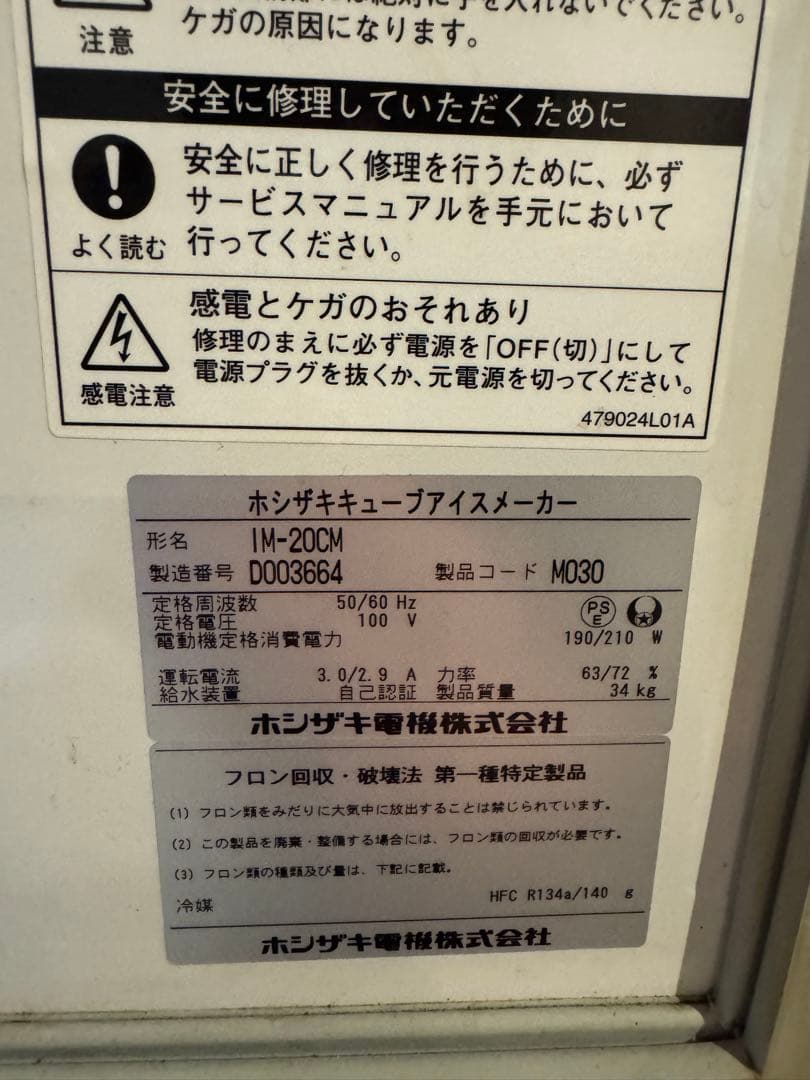 に手を入れないでください。
注意
ケガの原因になります。
安全に修理していただくために
安全に正しく修理を行うために、必ず
サービスマニュアルを手元において
よく読む
行ってください。
感電とケガのおそれあり
修理のまえに必ず電源を「OFF(切)」にして
感電注意
電源プラグを抜くか、元電源を切ってください。
479024L01A
ホシザキキューブアイスメーカー
形名 IM-20CM
製造番号 D003664 製品コード M030
定格周波数 50/60 Hz
定格電圧 100 V
PS E
電動機定格消費電力 190/210 W
運転電流 3.0/2.9 A 力率 63/72 %
給水装置 自己認証 製品質量 34 kg
ホシザキ電機株式会社
フロン回収・破壊法 第一種特定製品
(1) フロン類をみだりに大気中に放出することは禁じられています。
(2) この製品を廃棄・整備する場合には、フロン類の回収が必要です。
(3) フロン類の種類及び量は、下記に記載。
冷媒 HFC R134a/140 g
ホシザキ電機株式会社